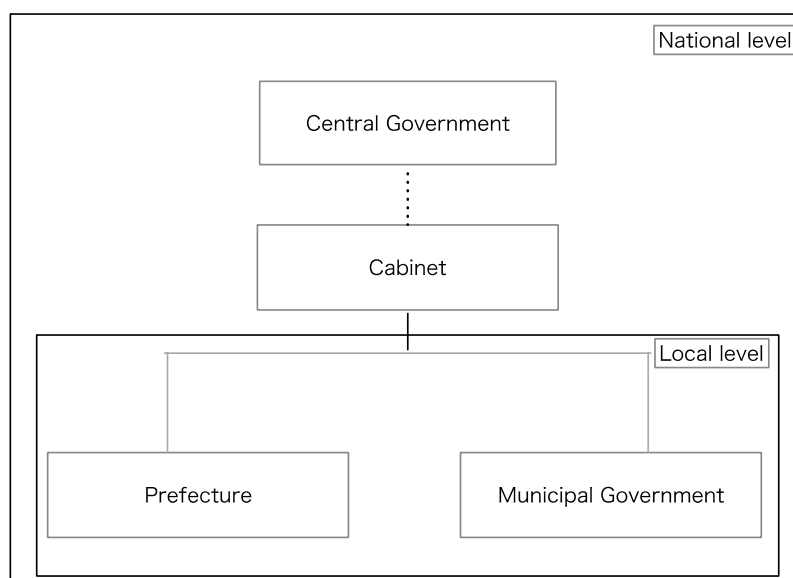 National level
Central Government
Cabinet
Local level
Prefecture
Municipal Government